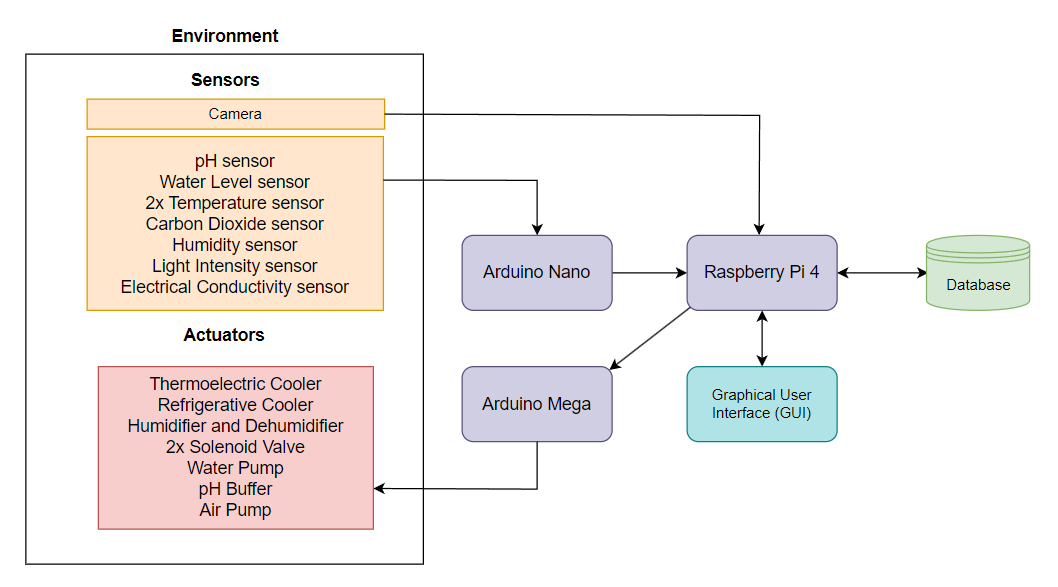 Environment
Sensors
Camera
pH sensor
Water Level sensor
2x Temperature sensor
Carbon Dioxide sensor
Humidity sensor
Light Intensity sensor
Electrical Conductivity sensor
Arduino Nano
Raspberry Pi 4
Database
Actuators
Thermoelectric Cooler
Refrigerative Cooler
Humidifier and Dehumidifier
2x Solenoid Valve
Water Pump
pH Buffer
Air Pump
Arduino Mega
Graphical User
Interface (GUI)